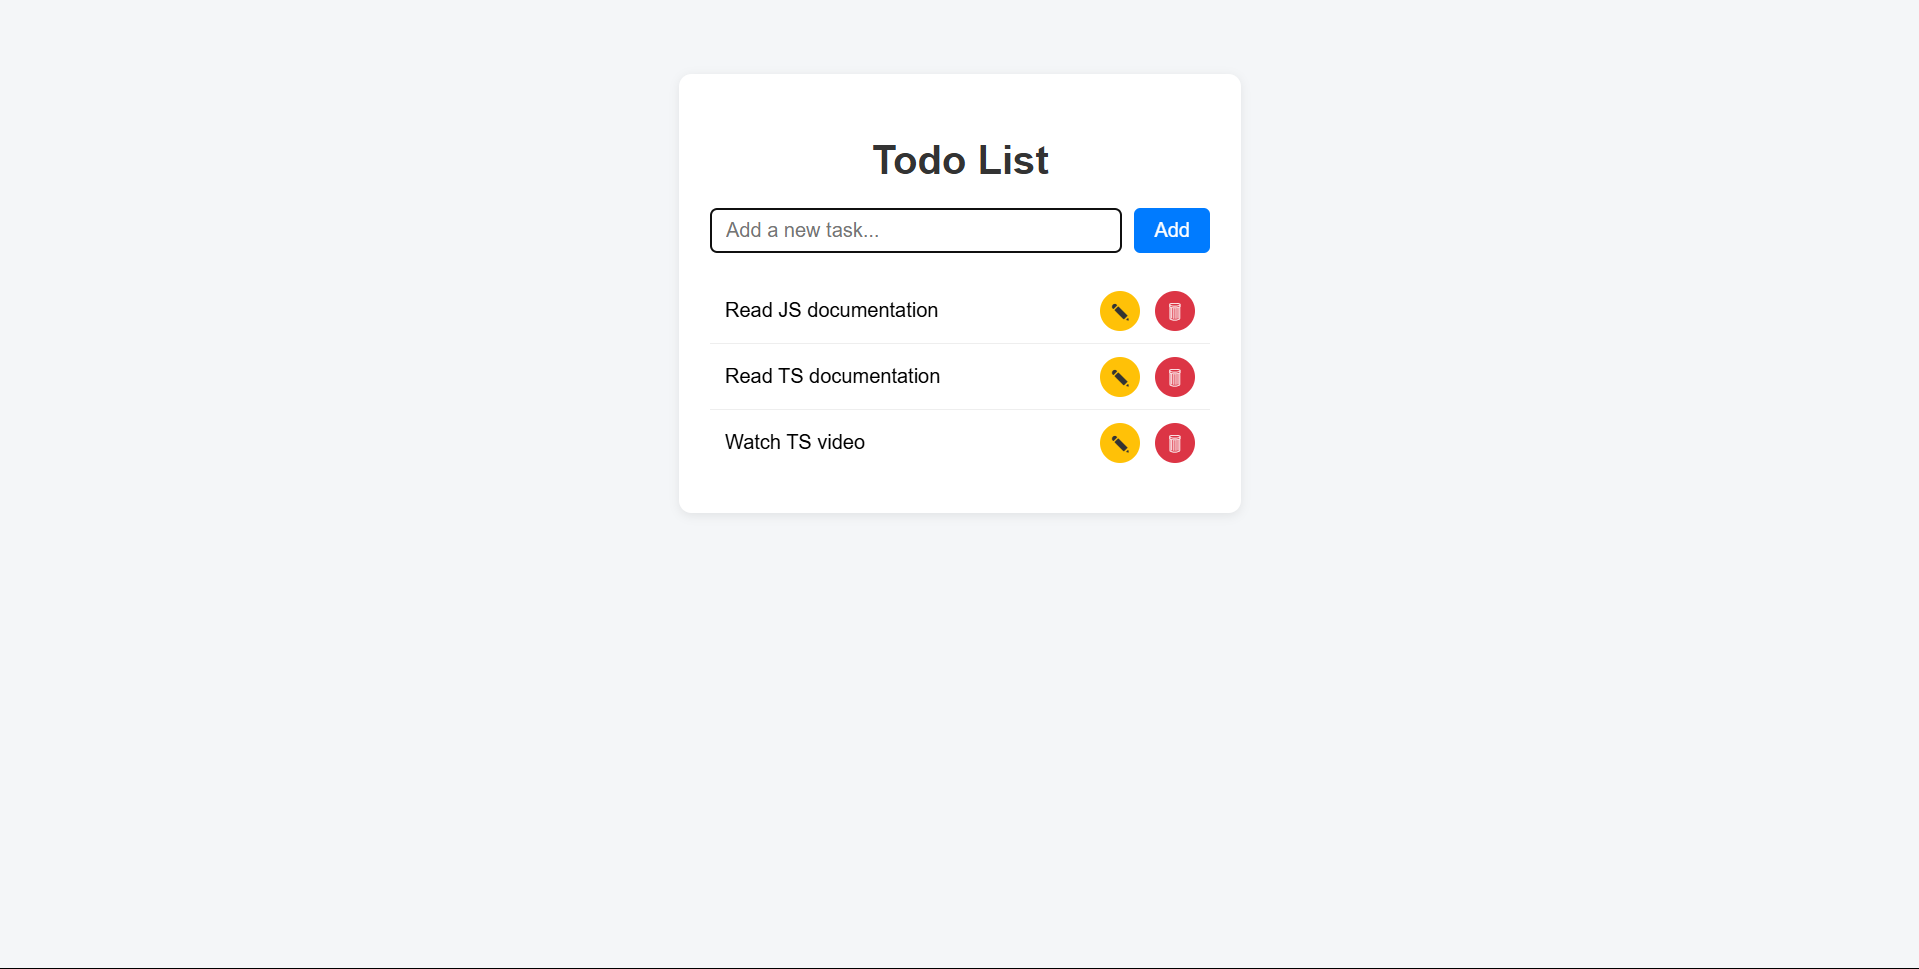 Todo List
Add a new task...
Add
Read JS documentation
Read TS documentation
Watch TS video